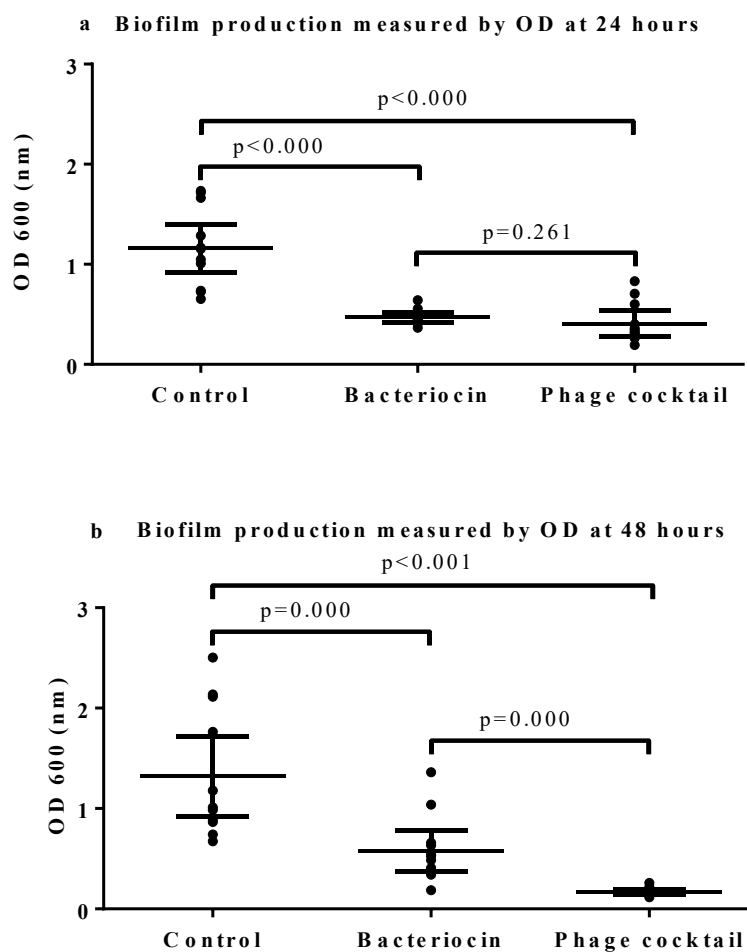 a Biofilm production measured by OD at 24 hours
3
p<0.000
p<0.000
2
p=0.261
1
0
OD 600 (nm)
Control Bacteriocin Phage cocktail
b Biofilm production measured by OD at 48 hours
p<0.001
3
p=0.000
2
p=0.000
1
0
OD 600 (nm)
Control Bacteriocin Phage cocktail